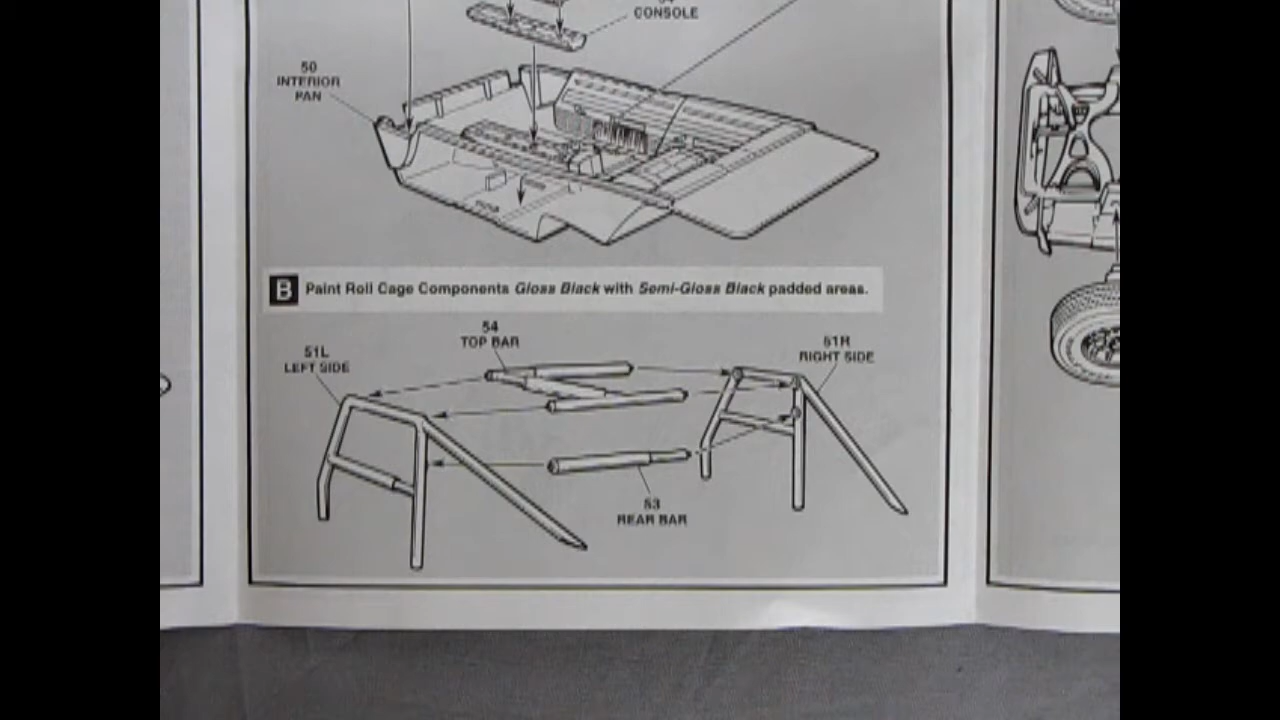 CONSOLE
50
INTERIOR
PAN
B Paint Roll Cage Components Gloss Black with Semi-Gloss Black padded areas.
54
TOP BAR
51L
LEFT SIDE
51R
RIGHT SIDE
53
REAR BAR